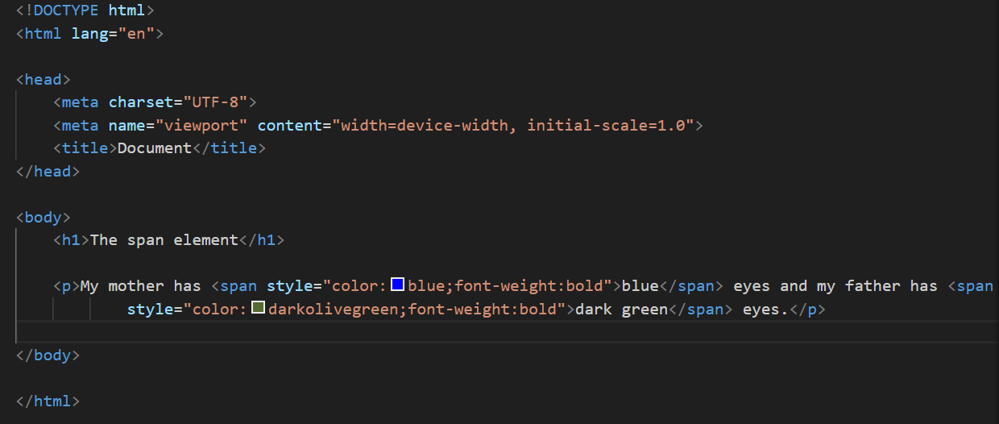 <!DOCTYPE html>
<html lang="en">
<head>
<meta charset="UTF-8">
<meta name="viewport" content="width=device-width, initial-scale=1.0">
<title>Document</title>
</head>
<body>
<h1>The span element</h1>
<p>My mother has <span style="color:blue;font-weight:bold">blue</span> eyes and my father has <span
style="color:darkolivegreen;font-weight:bold">dark green</span> eyes.</p>
</body>
</html>